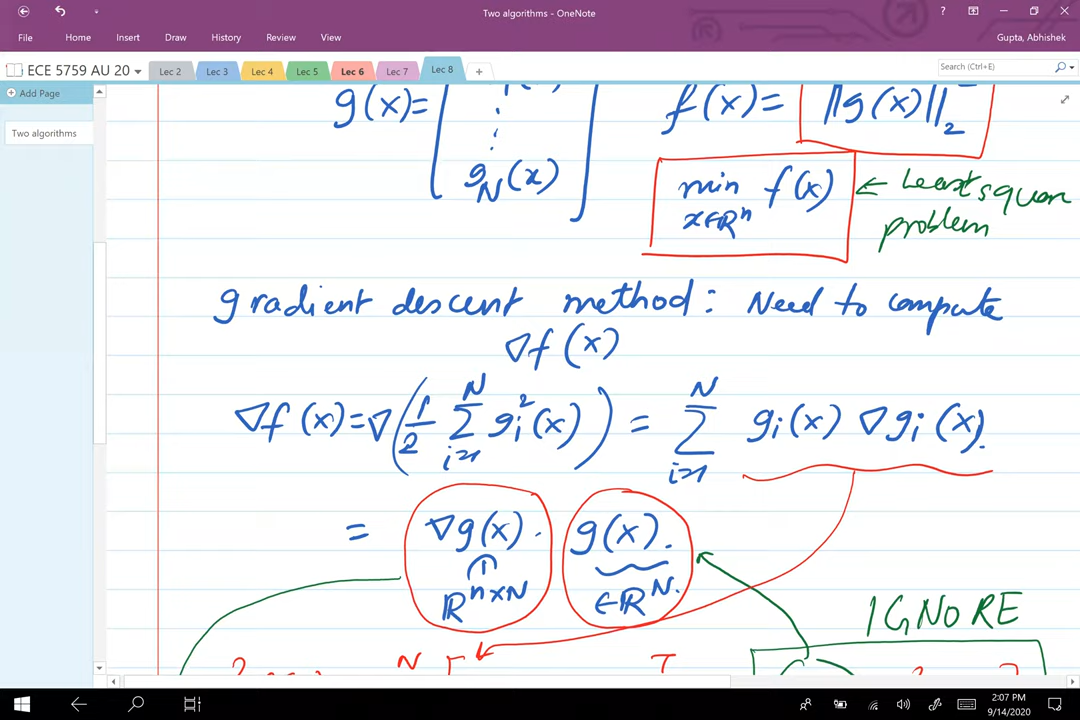 Two algorithms - OneNote
File Home Insert Draw History Review View
Gupta, Abhishek
ECE 5759 AU 20
Lec 2 Lec 3 Lec 4 Lec 5 Lec 6 Lec 7 Lec 8 +
Search (Ctrl+E)
Add Page
Two algorithms
g(x)= [ ⋮ g_N(x) ]
f(x)= ||g(x)||_2
min f(x) ← Least square
x∈ℝ^n problem
gradient descent method: Need to compute
∇f(x)
∇f(x)=∇(1/2 Σ_{i=1}^N g_i^2(x)) = Σ_{i=1}^N g_i(x) ∇g_i(x).
= ∇g(x) · g(x).
ℝ^{n×N} ∈ℝ^N.
IGNORE
N
2:07 PM
9/14/2020